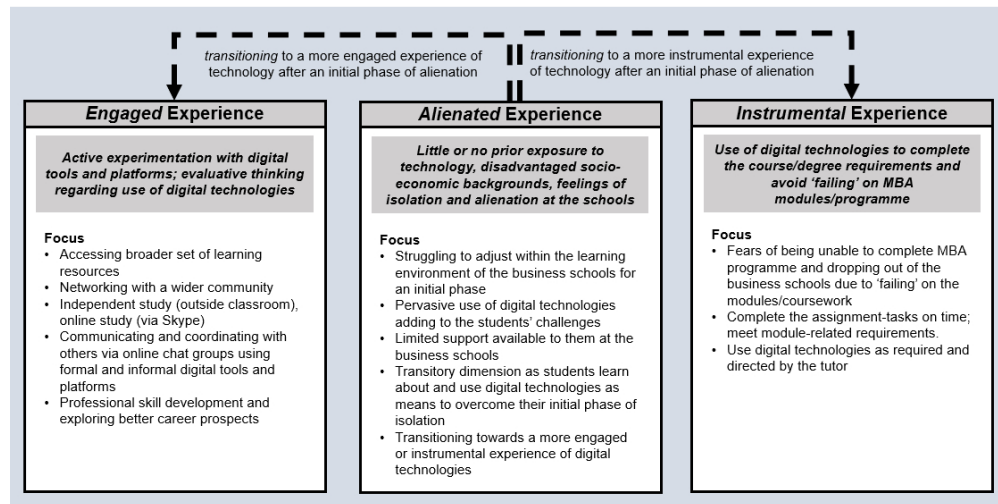 transitioning to a more engaged experience of
technology after an initial phase of alienation
transitioning to a more instrumental experience
of technology after an initial phase of alienation
Engaged Experience
Active experimentation with digital
tools and platforms; evaluative thinking
regarding use of digital technologies
Focus
• Accessing broader set of learning
resources
• Networking with a wider community
• Independent study (outside classroom),
online study (via Skype)
• Communicating and coordinating with
others via online chat groups using
formal and informal digital tools and
platforms
• Professional skill development and
exploring better career prospects
Alienated Experience
Little or no prior exposure to
technology, disadvantaged socio-
economic backgrounds, feelings of
isolation and alienation at the schools
Focus
• Struggling to adjust within the learning
environment of the business schools for
an initial phase
• Pervasive use of digital technologies
adding to the students' challenges
• Limited support available to them at the
business schools
• Transitory dimension as students learn
about and use digital technologies as
means to overcome their initial phase of
isolation
• Transitioning towards a more engaged
or instrumental experience of digital
technologies
Instrumental Experience
Use of digital technologies to complete
the course/degree requirements and
avoid 'failing' on MBA
modules/programme
Focus
• Fears of being unable to complete MBA
programme and dropping out of the
business schools due to 'failing' on the
modules/coursework
• Complete the assignment-tasks on time;
meet module-related requirements.
• Use digital technologies as required and
directed by the tutor